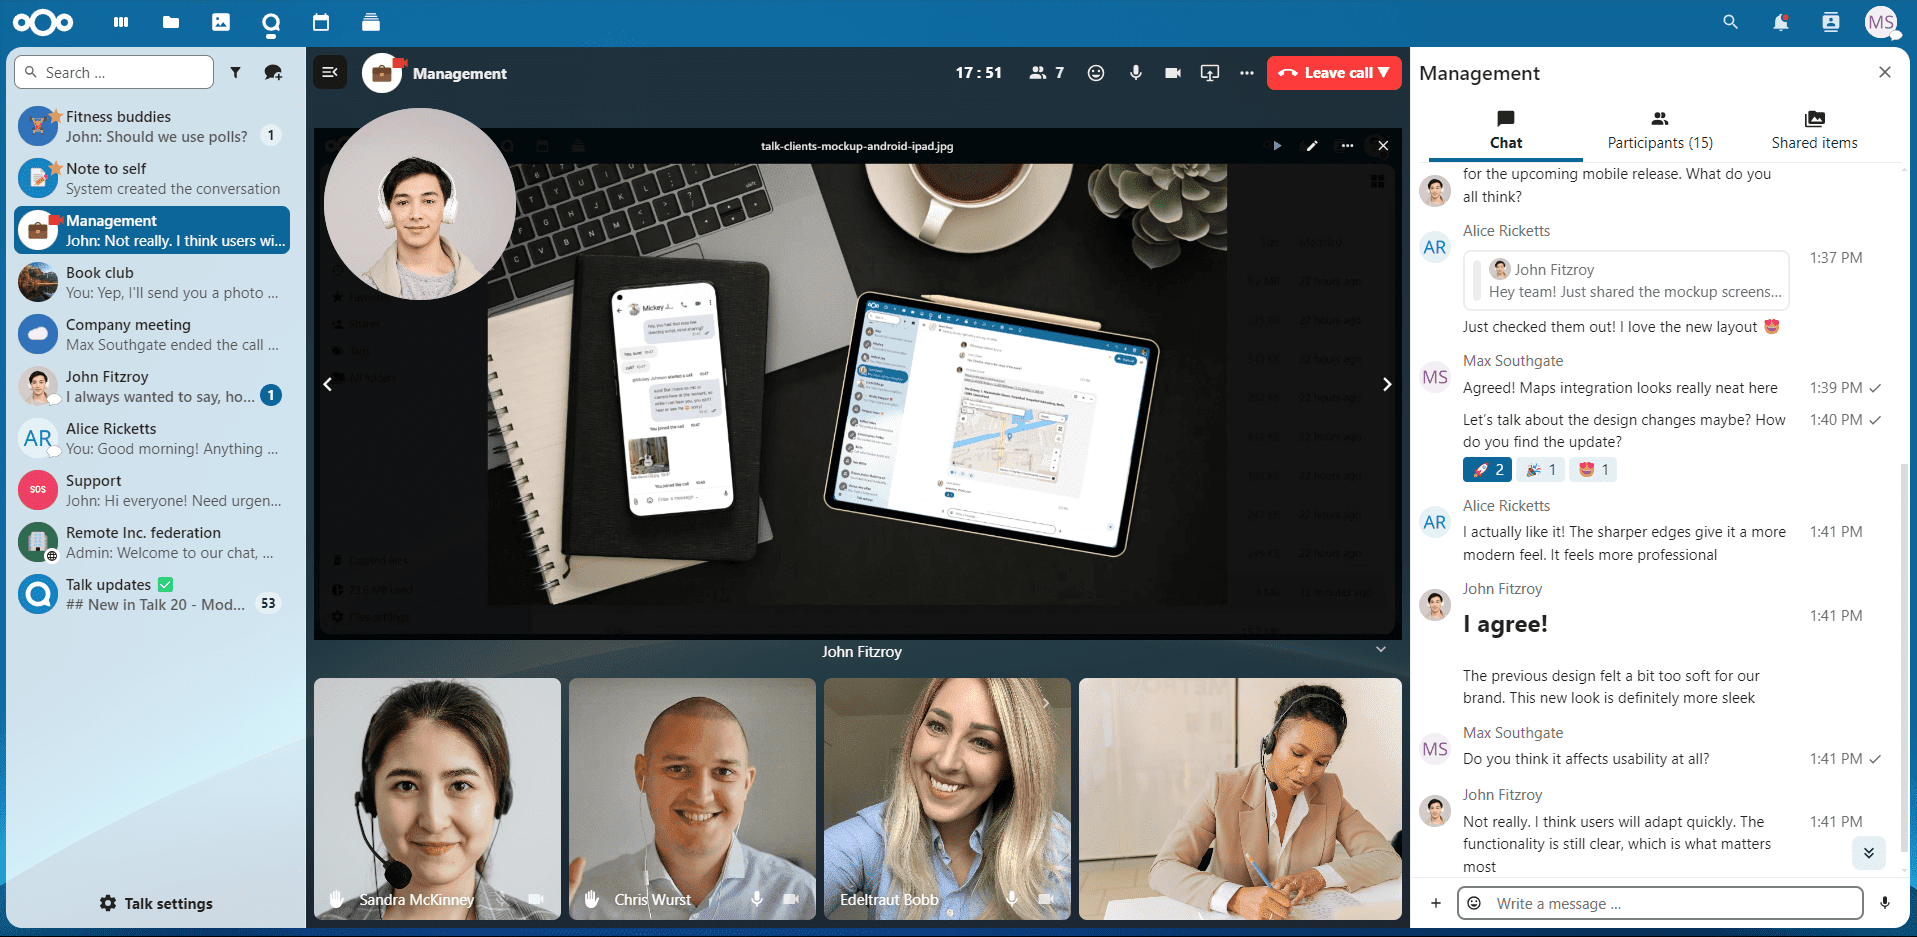 MS
Search ...
Fitness buddies
John: Should we use polls?
1
Note to self
System created the conversation
Management
John: Not really. I think users wi...
Book club
You: Yep, I'll send you a photo ...
Company meeting
Max Southgate ended the call ...
John Fitzroy
I always wanted to say, ho...
1
AR
Alice Ricketts
You: Good morning! Anything ...
SOS
Support
John: Hi everyone! Need urgen...
Remote Inc. federation
Admin: Welcome to our chat, ...
Talk updates
## New in Talk 20 - Mod...
53
Talk settings
Management
17 : 51
7
Leave call
talk-clients-mockup-android-ipad.jpg
Mickey J...
John Fitzroy
Sandra McKinney
Chris Wurst
Edeltraut Bobb
Management
Chat
Participants (15)
Shared items
for the upcoming mobile release. What do you
all think?
Alice Ricketts
AR
John Fitzroy
Hey team! Just shared the mockup screens...
1:37 PM
Just checked them out! I love the new layout
Max Southgate
MS
Agreed! Maps integration looks really neat here
1:39 PM
Let's talk about the design changes maybe? How
do you find the update?
1:40 PM
2
1
1
Alice Ricketts
AR
I actually like it! The sharper edges give it a more
modern feel. It feels more professional
1:41 PM
John Fitzroy
I agree!
1:41 PM
The previous design felt a bit too soft for our
brand. This new look is definitely more sleek
Max Southgate
MS
Do you think it affects usability at all?
1:41 PM
John Fitzroy
Not really. I think users will adapt quickly. The
functionality is still clear, which is what matters
most
1:41 PM
Write a message ...